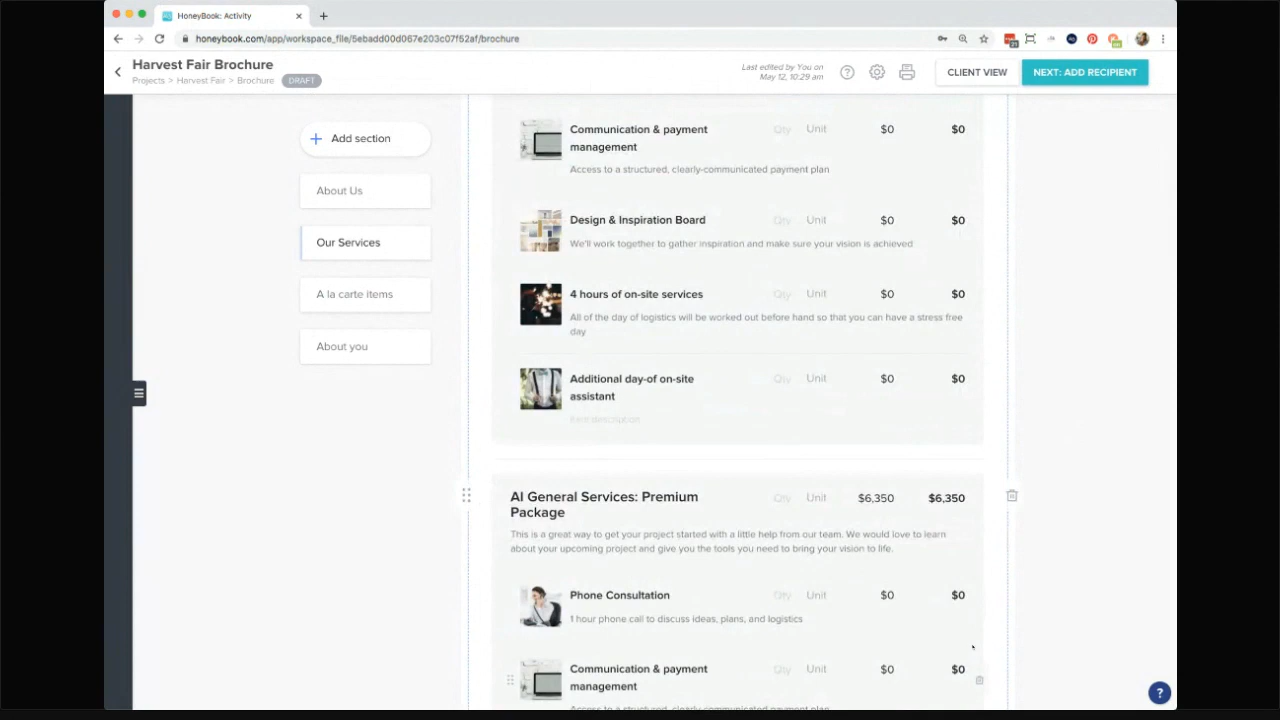 HoneyBook: Activity
honeybook.com/app/workspace_file/5ebadd00d067e203c07f52af/brochure
Harvest Fair Brochure
Projects > Harvest Fair > Brochure
DRAFT
Last edited by You on
May 12, 10:29 am
CLIENT VIEW
NEXT: ADD RECIPIENT
Add section
About Us
Our Services
A la carte items
About you
Communication & payment
management
Qty Unit $0 $0
Access to a structured, clearly-communicated payment plan
Design & Inspiration Board
Qty Unit $0 $0
We'll work together to gather inspiration and make sure your vision is achieved
4 hours of on-site services
Qty Unit $0 $0
All of the day of logistics will be worked out before hand so that you can have a stress free
day
Additional day-of on-site
assistant
Qty Unit $0 $0
Item description
AI General Services: Premium
Package
Qty Unit $6,350 $6,350
This is a great way to get your project started with a little help from our team. We would love to learn
about your upcoming project and give you the tools you need to bring your vision to life.
Phone Consultation
Qty Unit $0 $0
1 hour phone call to discuss ideas, plans, and logistics
Communication & payment
management
Qty Unit $0 $0
Access to a structured, clearly-communicated payment plan